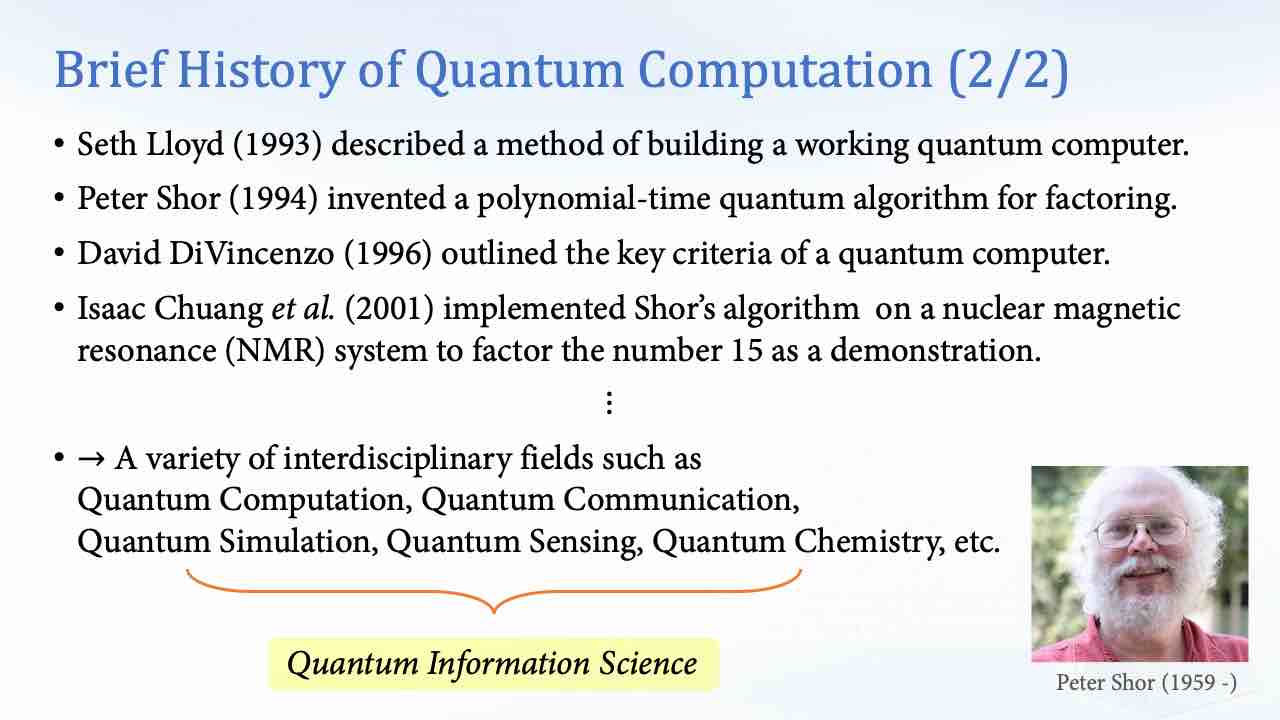 Brief History of Quantum Computation (2/2)
• Seth Lloyd (1993) described a method of building a working quantum computer.
• Peter Shor (1994) invented a polynomial-time quantum algorithm for factoring.
• David DiVincenzo (1996) outlined the key criteria of a quantum computer.
• Isaac Chuang et al. (2001) implemented Shor’s algorithm  on a nuclear magnetic
resonance (NMR) system to factor the number 15 as a demonstration.
⋮
• → A variety of interdisciplinary fields such as
Quantum Computation, Quantum Communication,
Quantum Simulation, Quantum Sensing, Quantum Chemistry, etc.
Quantum Information Science
Peter Shor (1959 -)